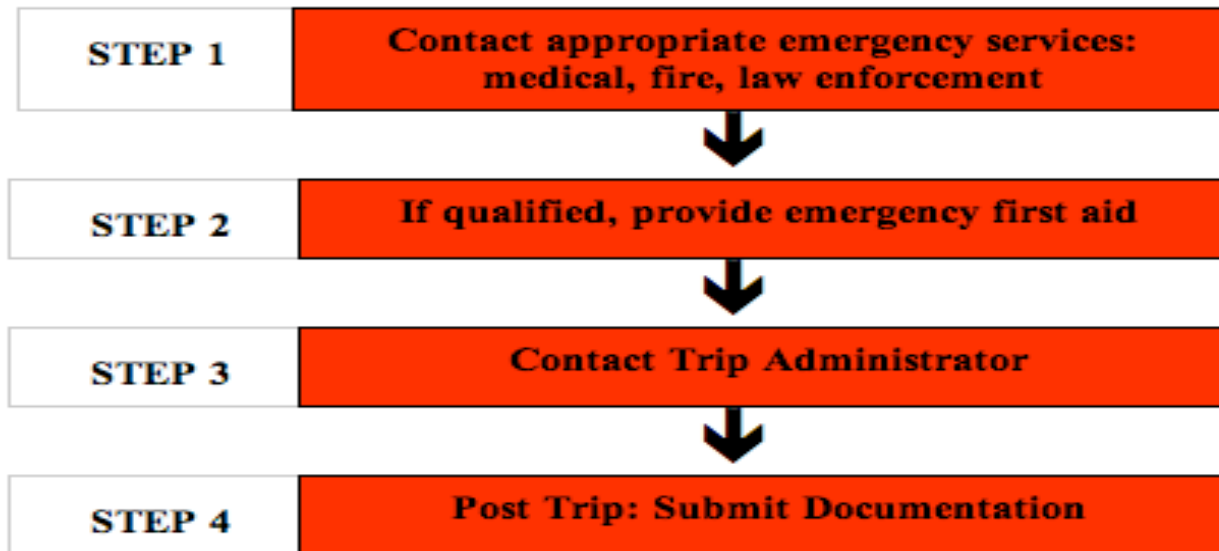 STEP 1
Contact appropriate emergency services:
medical, fire, law enforcement
STEP 2
If qualified, provide emergency first aid
STEP 3
Contact Trip Administrator
STEP 4
Post Trip: Submit Documentation